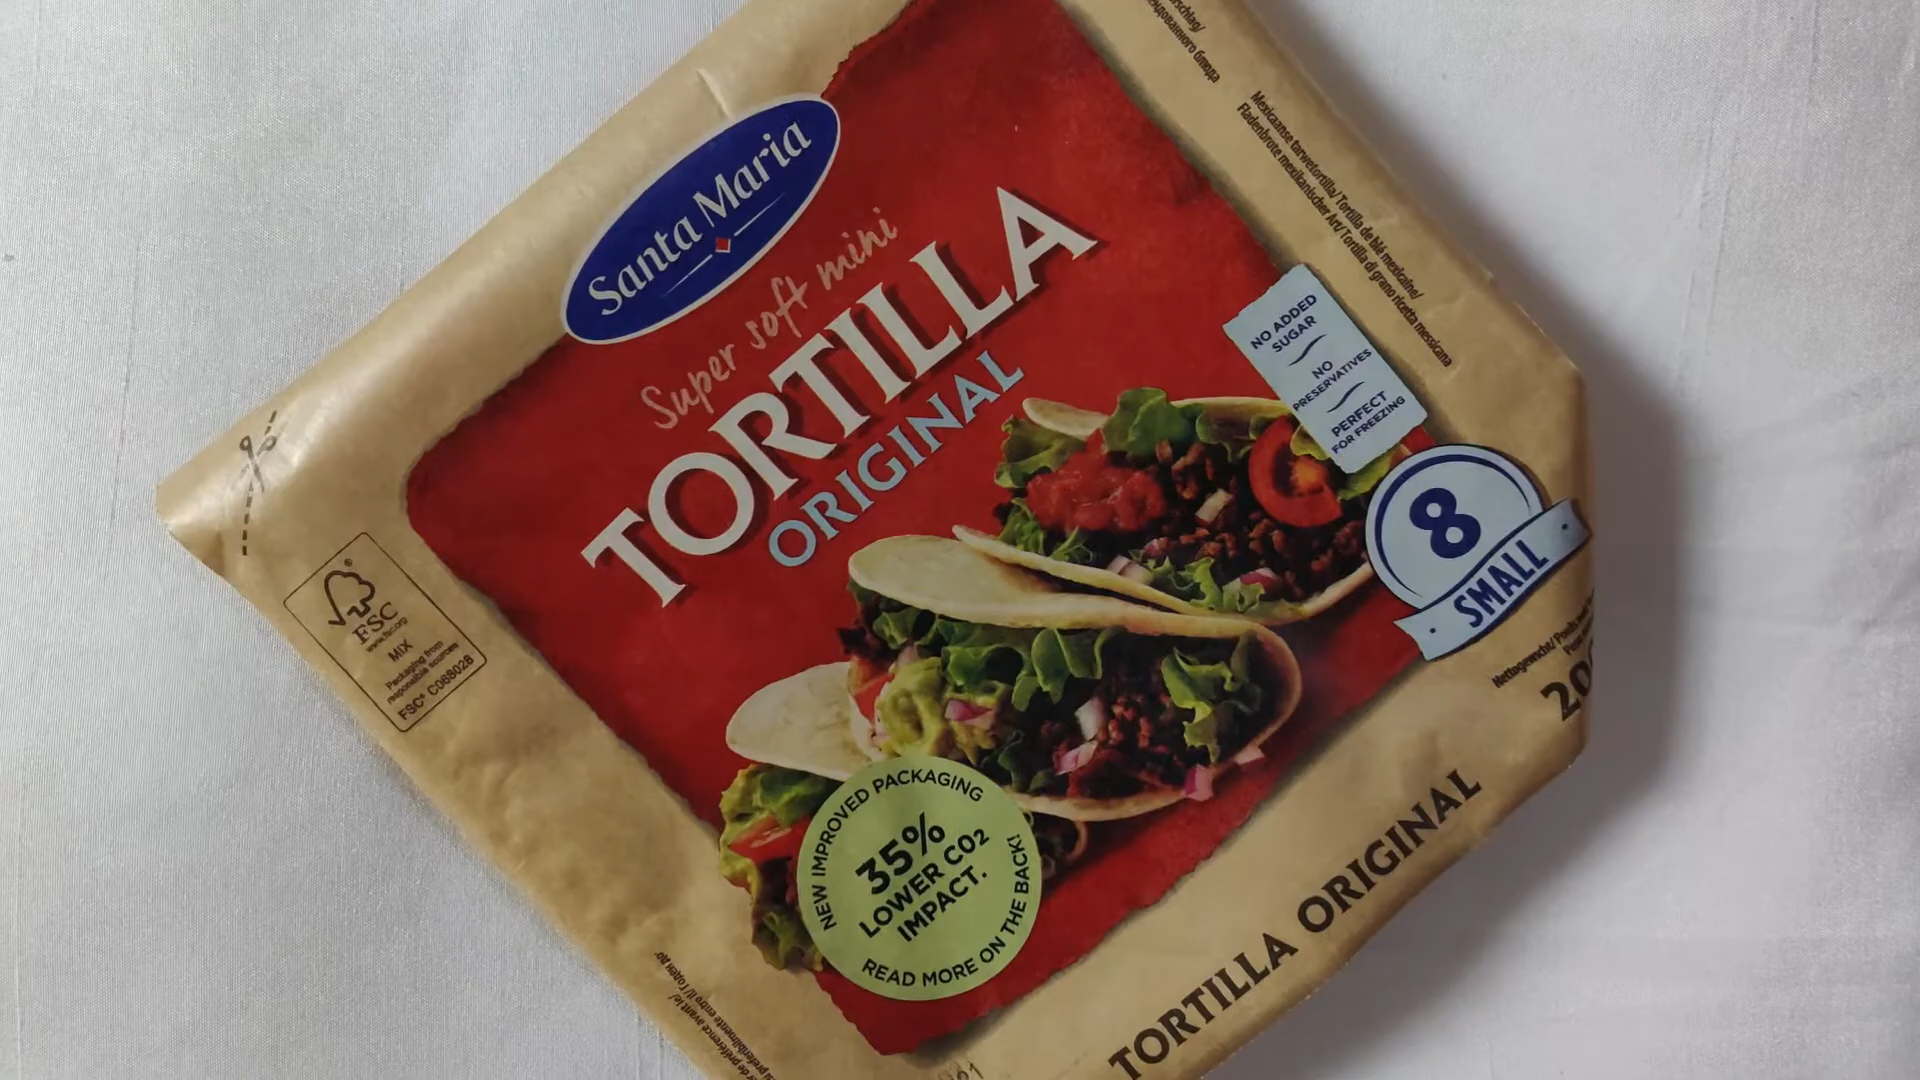 Santa Maria
Super soft mini
TORTILLA
ORIGINAL
NO ADDED
SUGAR
NO
PRESERVATIVES
PERFECT
FOR FREEZING
8
SMALL
Mexicaanse tarwetortilla/ Tortilla de blé mexicaine/
Fladenbrote mexikanischer Art/ Tortilla di grano ricetta messicana
FSC®
www.fsc.org
MIX
Packaging from
responsible sources
FSC® C068028
NEW IMPROVED PACKAGING
35%
LOWER CO2
IMPACT.
READ MORE ON THE BACK!
Nettogewicht/
TORTILLA ORIGINAL